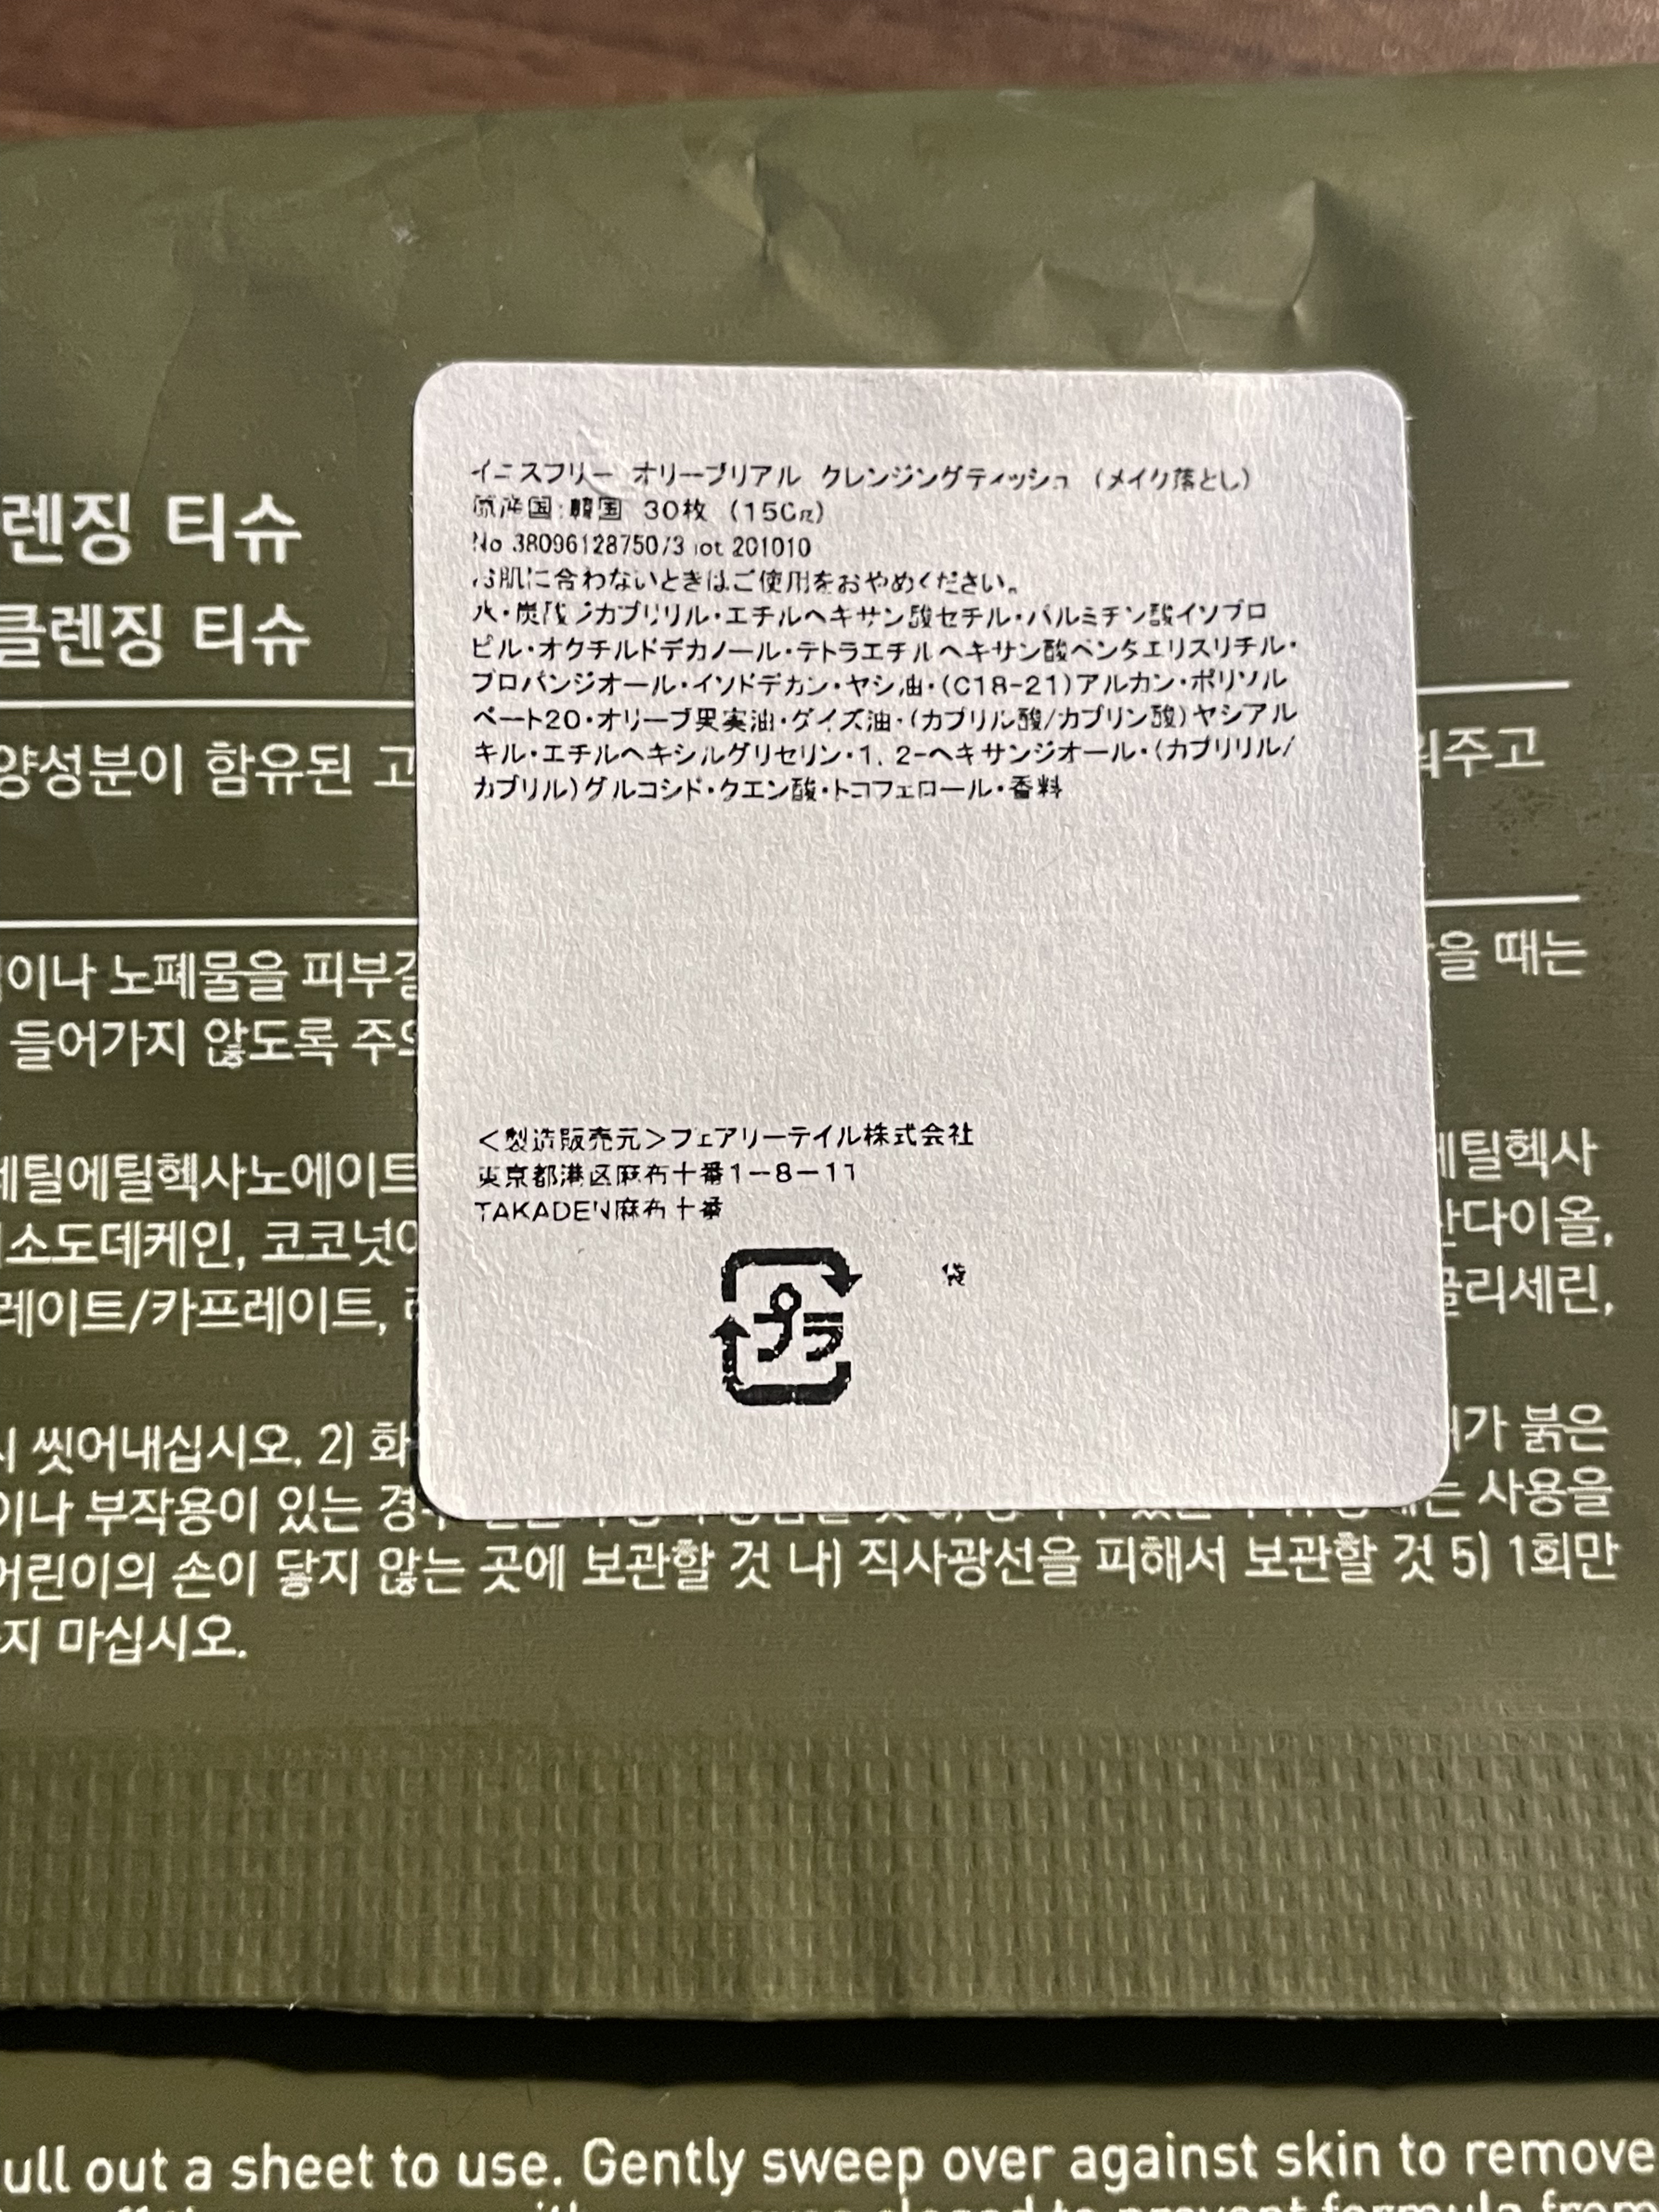 렌징 티슈
클렌징 티슈
양성분이 함유된 고
워주고
이나 노폐물을 피부결
을 때는
들어가지 않도록 주의
세틸에틸헥사노에이트
에틸헥사
소도데케인, 코코넛야
산다이올,
레이트/카프레이트,
글리세린,
씻어내십시오. 2) 화
가 붉은
이나 부작용이 있는 경우
는 사용을
어린이의 손이 닿지 않는 곳에 보관할 것 나) 직사광선을 피해서 보관할 것 5) 1회만
지 마십시오.
イニスフリー オリーブリアル クレンジングティッシュ (メイク落とし)
原産国:韓国 30枚 (150g)
No 3809612875073 lot 201010
お肌に合わないときはご使用をおやめください。
水・炭酸ジカプリリル・エチルヘキサン酸セチル・パルミチン酸イソプロ
ピル・オクチルドデカノール・テトラエチルヘキサン酸ペンタエリスリチル・
プロパンジオール・イソドデカン・ヤシ油・(C18-21)アルカン・ポリソル
ベート20・オリーブ果実油・ダイズ油・(カプリル酸/カプリン酸)ヤシアル
キル・エチルヘキシルグリセリン・1, 2-ヘキサンジオール・(カプリリル/
カプリル)グルコシド・クエン酸・トコフェロール・香料
<製造販売元>フェアリーテイル株式会社
東京都港区麻布十番1-8-11
TAKADEN麻布十番
プラ
袋
ull out a sheet to use. Gently sweep over against skin to remove